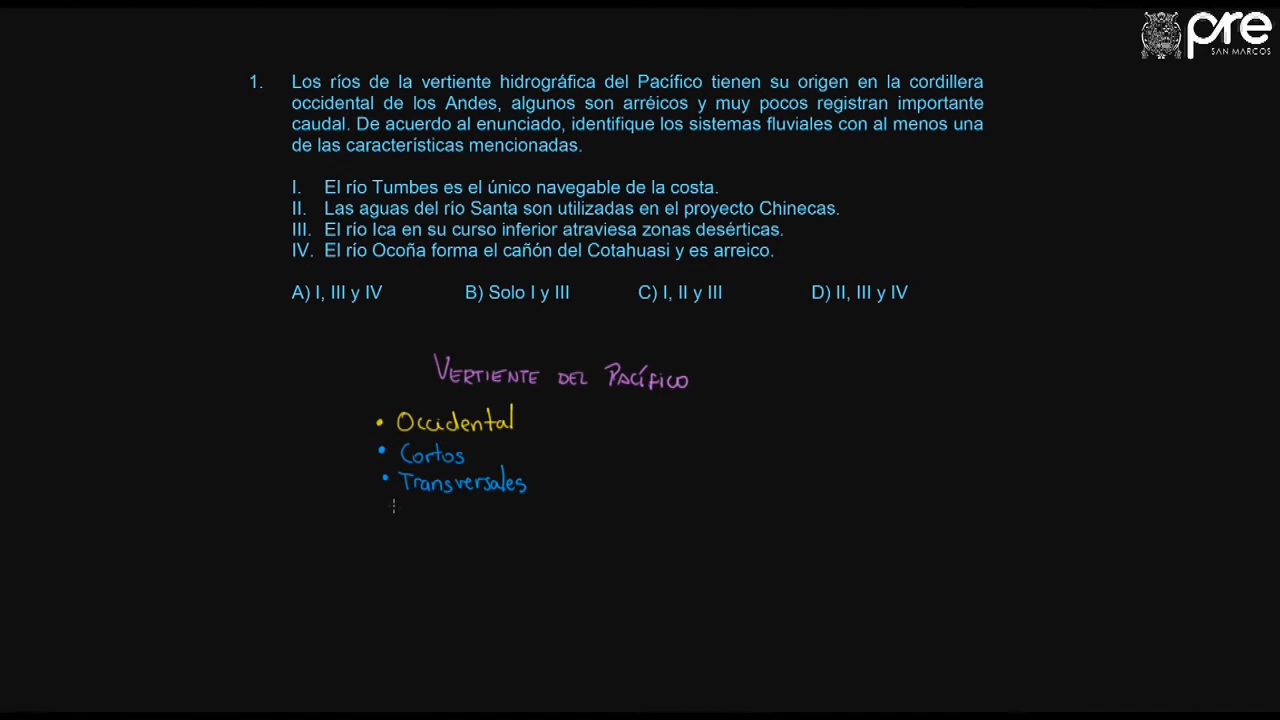 pre
SAN MARCOS
1. Los ríos de la vertiente hidrográfica del Pacífico tienen su origen en la cordillera
occidental de los Andes, algunos son arréicos y muy pocos registran importante
caudal. De acuerdo al enunciado, identifique los sistemas fluviales con al menos una
de las características mencionadas.
I. El río Tumbes es el único navegable de la costa.
II. Las aguas del río Santa son utilizadas en el proyecto Chinecas.
III. El río Ica en su curso inferior atraviesa zonas desérticas.
IV. El río Ocoña forma el cañón del Cotahuasi y es arreico.
A) I, III y IV B) Solo I y III C) I, II y III D) II, III y IV
VERTIENTE DEL PACÍFICO
• Occidental
• Cortos
• Transversales